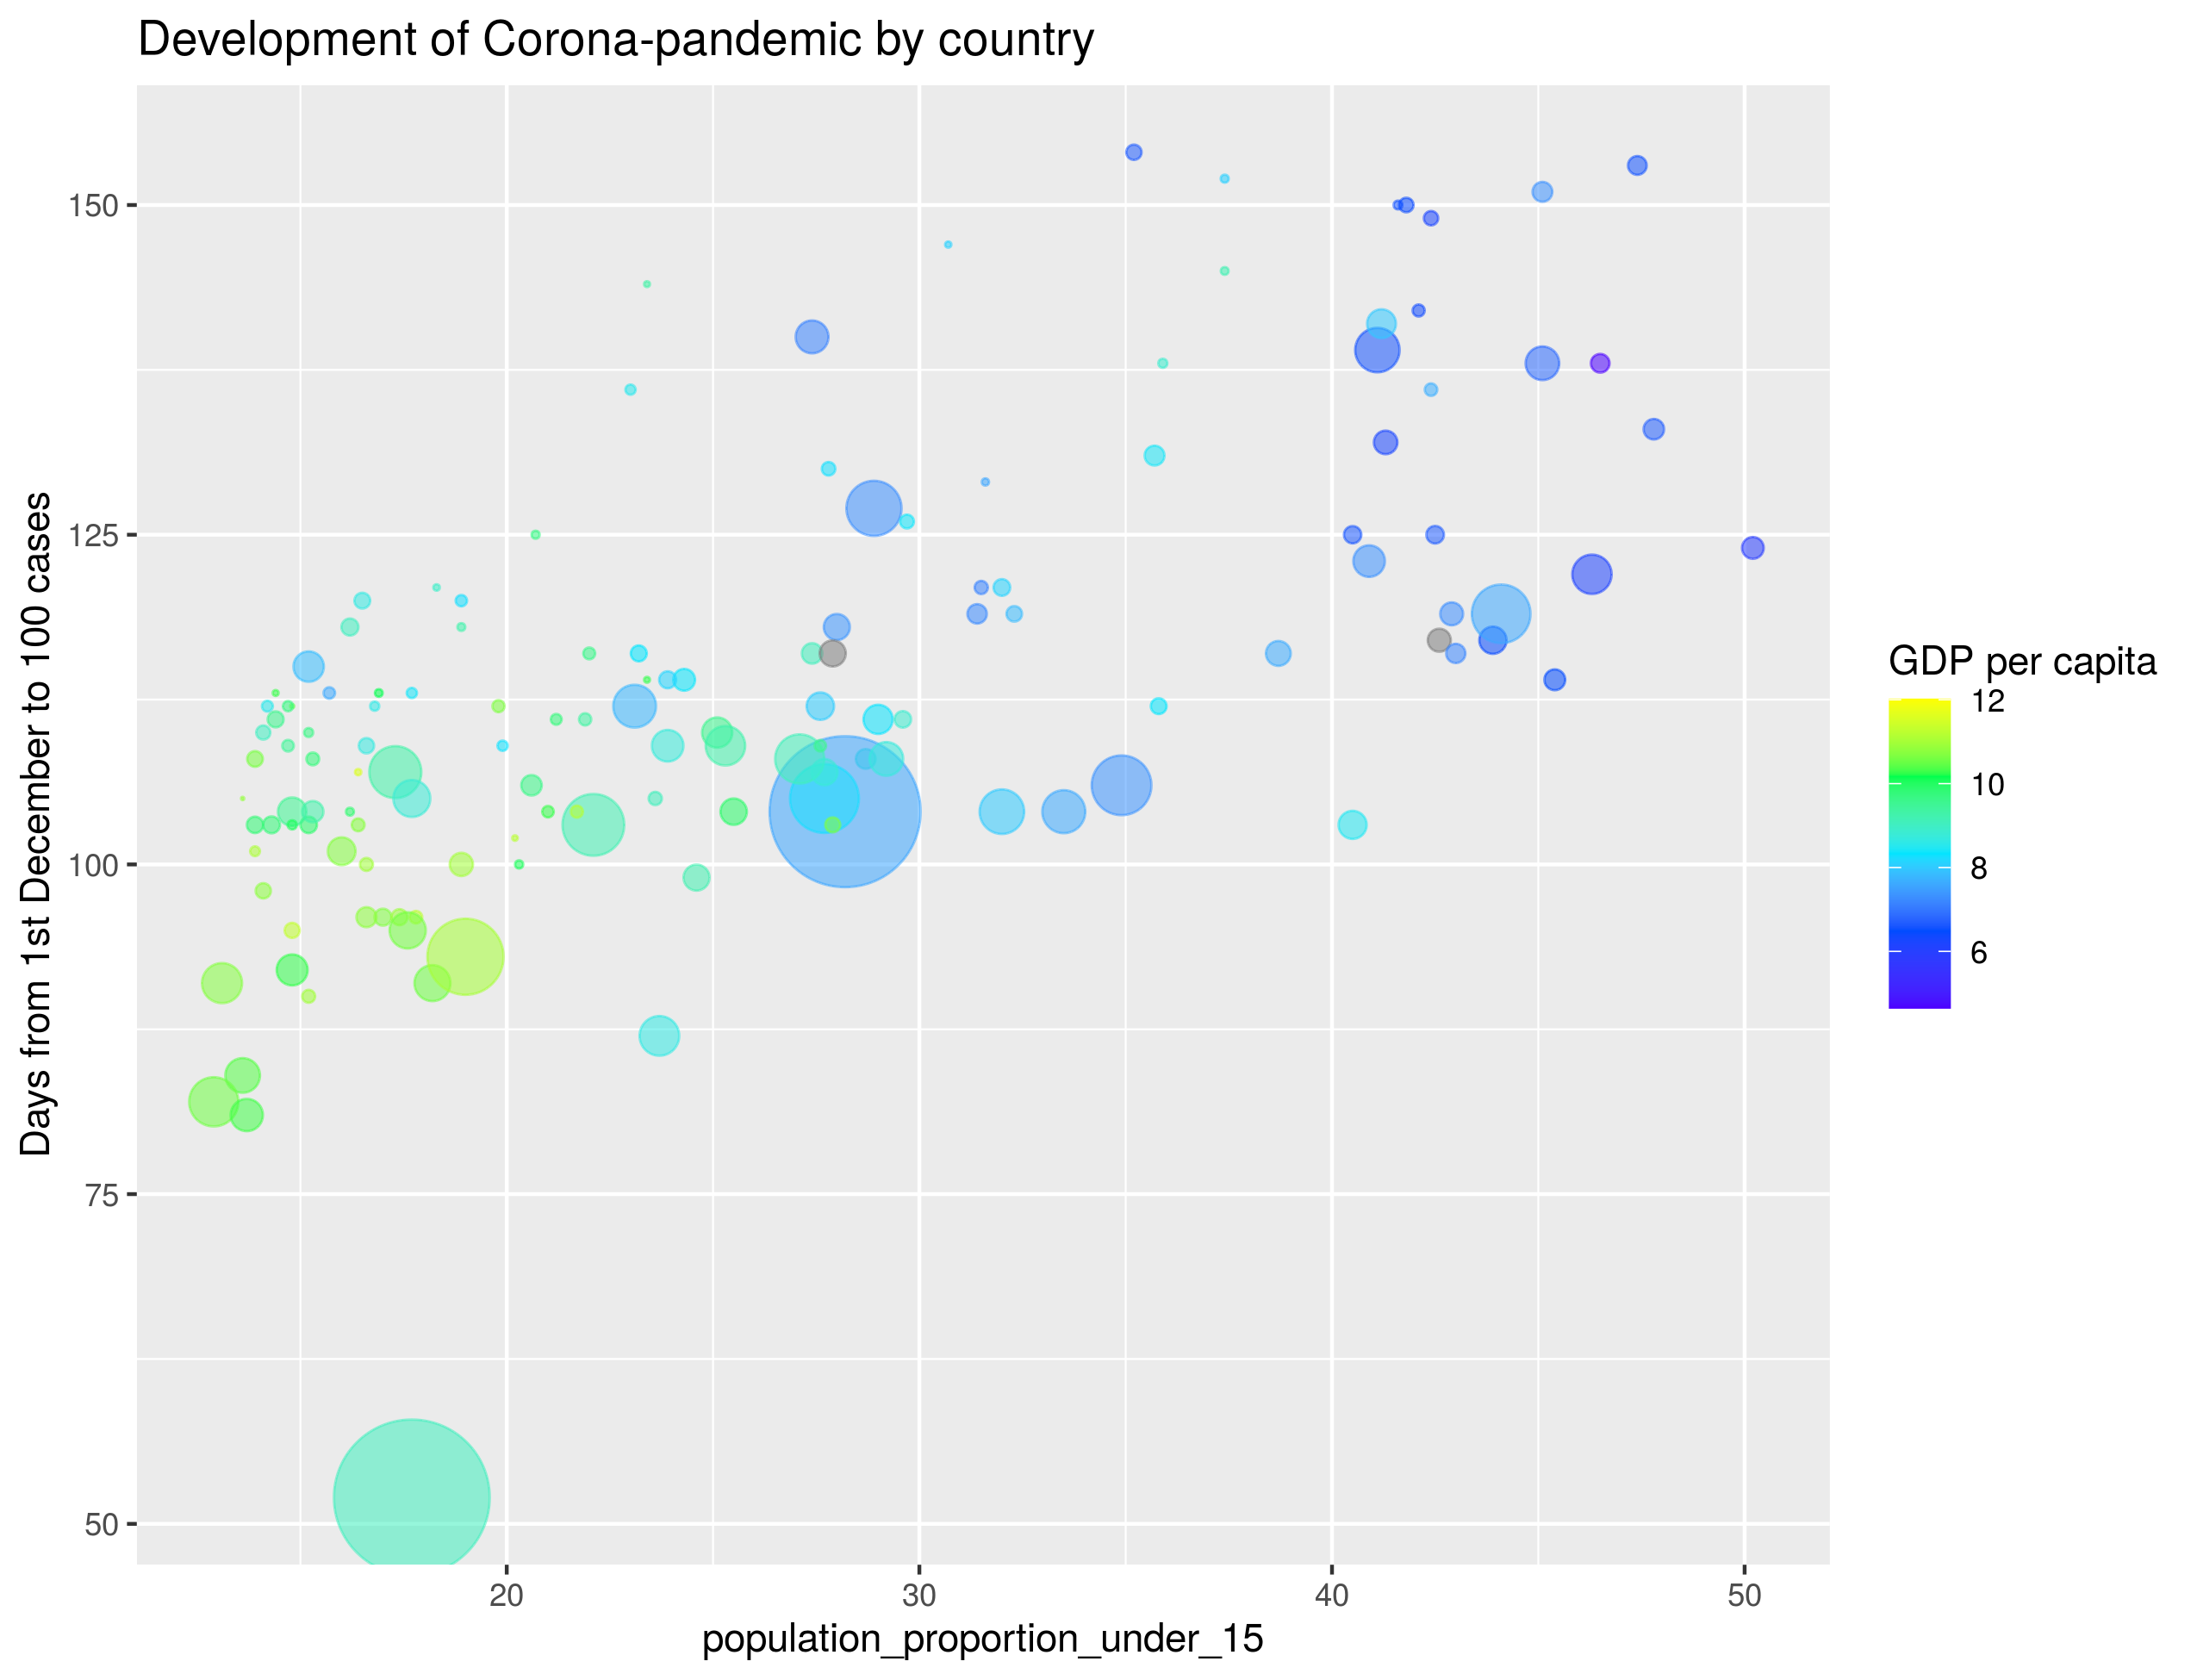 Development of Corona-pandemic by country
Days from 1st December to 100 cases
150
125
100
75
50
20 30 40 50
population_proportion_under_15
GDP per capita
12
10
8
6